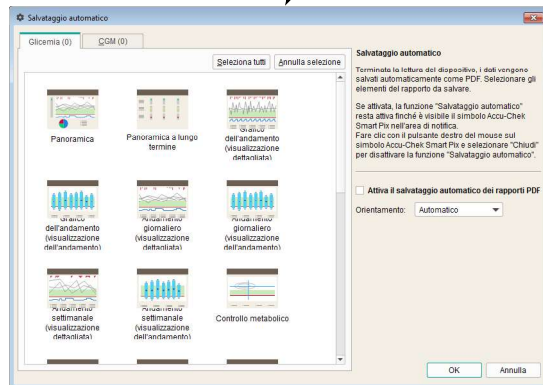 Salvataggio automatico
Glicemia (0)
CGM (0)
Seleziona tutti
Annulla selezione
Panoramica
Panoramica a lungo
termine
Grafico
dell'andamento
(visualizzazione
dettagliata)
Grafico
dell'andamento
(visualizzazione
dell'andamento)
Andamento
giornaliero
(visualizzazione
dettagliata)
Andamento
giornaliero
(visualizzazione
dell'andamento)
Andamento
settimanale
(visualizzazione
dettagliata)
Andamento
settimanale
(visualizzazione
dell'andamento)
Controllo metabolico
Salvataggio automatico
Terminata la lettura del dispositivo, i dati vengono
salvati automaticamente come PDF. Selezionare gli
elementi del rapporto da salvare.
Se attivata, la funzione "Salvataggio automatico"
resta attiva finché è visibile il simbolo Accu-Chek
Smart Pix nell'area di notifica.
Fare clic con il pulsante destro del mouse sul
simbolo Accu-Chek Smart Pix e selezionare "Chiudi"
per disattivare la funzione "Salvataggio automatico".
Attiva il salvataggio automatico dei rapporti PDF
Orientamento:
Automatico
OK
Annulla